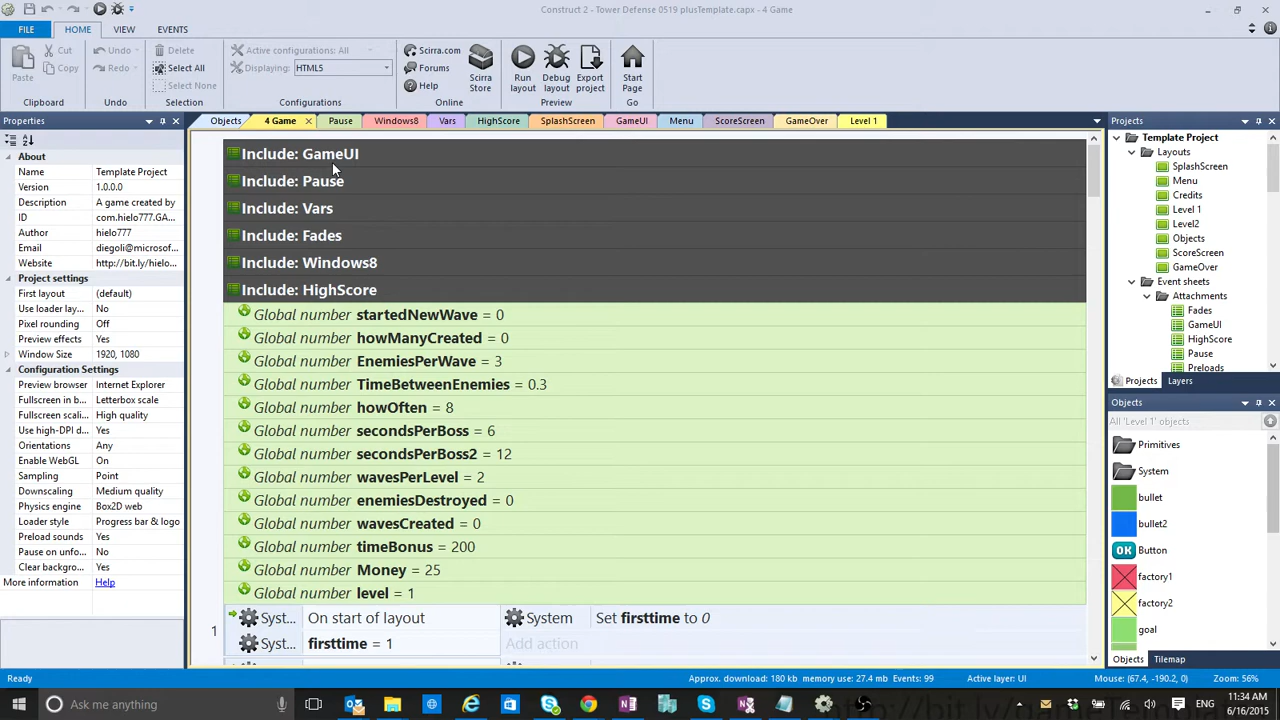 Construct 2 - Tower Defense 0519 plusTemplate.capx - 4 Game
FILE HOME VIEW EVENTS
Paste Cut Copy Undo Redo Delete Select All Select None
Active configurations: All
Displaying: HTML5
Scirra.com Forums Help
Scirra Store Run layout Debug layout Export project Start Page
Clipboard Undo Selection Configurations Online Preview Go
Properties Objects 4 Game Pause Windows8 Vars HighScore SplashScreen GameUI Menu ScoreScreen GameOver Level 1 Projects
About
Name Template Project
Version 1.0.0.0
Description A game created by
ID com.hielo777.GA...
Author hielo777
Email diegoli@microsof...
Website http://bit.ly/hielo...
Project settings
First layout (default)
Use loader lay... No
Pixel rounding Off
Preview effects Yes
Window Size 1920, 1080
Configuration Settings
Preview browser Internet Explorer
Fullscreen in b... Letterbox scale
Fullscreen scali... High quality
Use high-DPI d... Yes
Orientations Any
Enable WebGL On
Sampling Point
Downscaling Medium quality
Physics engine Box2D web
Loader style Progress bar & logo
Preload sounds Yes
Pause on unfo... No
Clear backgro... Yes
More information Help
Include: GameUI
Include: Pause
Include: Vars
Include: Fades
Include: Windows8
Include: HighScore
Global number startedNewWave = 0
Global number howManyCreated = 0
Global number EnemiesPerWave = 3
Global number TimeBetweenEnemies = 0.3
Global number howOften = 8
Global number secondsPerBoss = 6
Global number secondsPerBoss2 = 12
Global number wavesPerLevel = 2
Global number enemiesDestroyed = 0
Global number wavesCreated = 0
Global number timeBonus = 200
Global number Money = 25
Global number level = 1
1 Syst... On start of layout System Set firsttime to 0
Syst... firsttime = 1 Add action
Template Project
Layouts
SplashScreen
Menu
Credits
Level 1
Level2
Objects
ScoreScreen
GameOver
Event sheets
Attachments
Fades
GameUI
HighScore
Pause
Preloads
Projects Layers
Objects
All 'Level 1' objects
Primitives
System
bullet
bullet2
OK Button
factory1
factory2
goal
Objects Tilemap
Ready Approx. download: 180 kb memory use: 27.4 mb Events: 99 Active layer: UI Mouse: (67.4, -190.2, 0) Zoom: 56%
Ask me anything
ENG
11:34 AM
6/16/2015